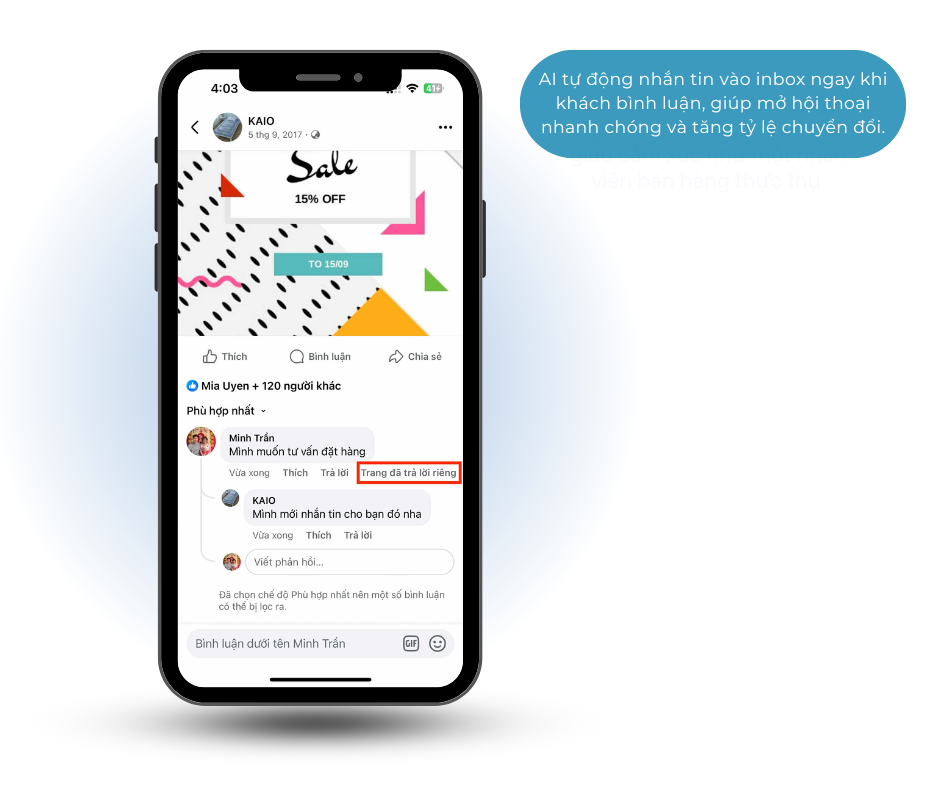 AI tự động nhắn tin vào inbox ngay khi
khách bình luận, giúp mở hội thoại
nhanh chóng và tăng tỷ lệ chuyển đổi.
viên bán hàng thực thụ
4:03
41
KAIO
5 thg 9, 2017 ·
Sale
15% OFF
TO 15/09
Thích Bình luận Chia sẻ
Mia Uyen + 120 người khác
Phù hợp nhất
Minh Trần
Mình muốn tư vấn đặt hàng
Vừa xong Thích Trả lời Trang đã trả lời riêng
KAIO
Mình mới nhắn tin cho bạn đó nha
Vừa xong Thích Trả lời
Viết phản hồi...
Đã chọn chế độ Phù hợp nhất nên một số bình luận
có thể bị lọc ra.
Bình luận dưới tên Minh Trần
GIF